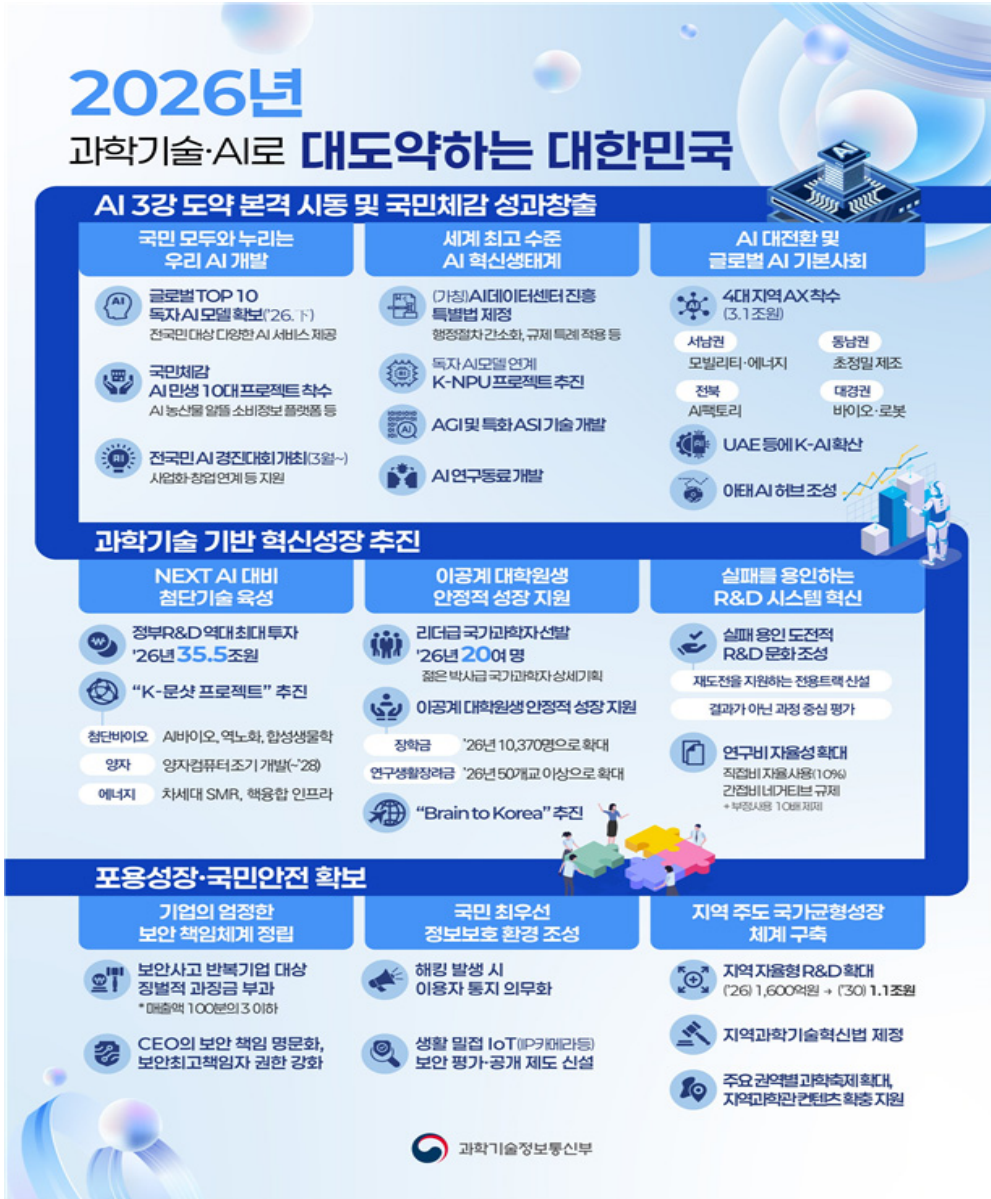 2026년
과학기술·AI로 대도약하는 대한민국
AI 3강 도약 본격 시동 및 국민체감 성과창출
국민 모두와 누리는
우리 AI 개발
글로벌 TOP 10
독자 AI 모델 확보('26.下)
전국민 대상 다양한 AI 서비스 제공
국민체감
AI 민생 10대 프로젝트 착수
AI 농산물 알뜰 소비정보 플랫폼 등
전국민 AI 경진대회 개최(3월~)
사업화·창업 연계 등 지원
세계 최고 수준
AI 혁신생태계
(가칭)AI데이터센터 진흥
특별법 제정
행정절차 간소화, 규제 특례 적용 등
독자 AI모델 연계
K-NPU 프로젝트 추진
AGI 및 특화 ASI 기술 개발
AI 연구동료 개발
AI 대전환 및
글로벌 AI 기본사회
4대 지역 AX 착수
(3.1조원)
서남권
모빌리티·에너지
동남권
초정밀 제조
전북
AI팩토리
대경권
바이오·로봇
UAE 등에 K-AI 확산
아태 AI 허브 조성
과학기술 기반 혁신성장 추진
NEXT AI 대비
첨단기술 육성
정부R&D 역대 최대 투자
'26년 35.5조원
“K-문샷 프로젝트” 추진
첨단바이오 AI바이오, 역노화, 합성생물학
양자 양자컴퓨터 조기 개발(~'28)
에너지 차세대 SMR, 핵융합 인프라
이공계 대학원생
안정적 성장 지원
리더급 국가과학자 선발
'26년 20여 명
젊은 박사급 국가과학자 상세기획
이공계 대학원생 안정적 성장 지원
장학금 '26년 10,370명으로 확대
연구생활장려금 '26년 50개교 이상으로 확대
“Brain to Korea” 추진
실패를 용인하는
R&D 시스템 혁신
실패 용인 도전적
R&D 문화 조성
재도전을 지원하는 전용트랙 신설
결과가 아닌 과정 중심 평가
연구비 자율성 확대
직접비 자율사용(10%)
간접비 네거티브 규제
+ 부정사용 10배 제재
포용성장·국민안전 확보
기업의 엄정한
보안 책임체계 정립
보안사고 반복기업 대상
징벌적 과징금 부과
* 매출액 100분의 3 이하
CEO의 보안 책임 명문화,
보안최고책임자 권한 강화
국민 최우선
정보보호 환경 조성
해킹 발생 시
이용자 통지 의무화
생활 밀접 IoT(IP카메라등)
보안 평가·공개 제도 신설
지역 주도 국가균형성장
체계 구축
지역 자율형 R&D 확대
('26) 1,600억원 → ('30) 1.1조원
지역과학기술혁신법 제정
주요 권역별 과학축제 확대,
지역과학관 컨텐츠 확충 지원
과학기술정보통신부